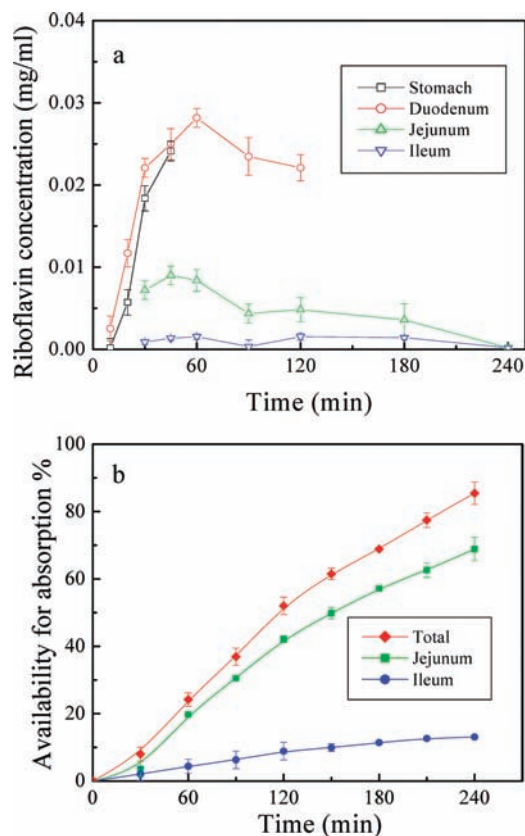 a
Riboflavin concentration (mg/ml)
0.04
0.03
0.02
0.01
0.00
Stomach
Duodenum
Jejunum
Ileum
0 60 120 180 240
Time (min)
b
Availability for absorption %
100
80
60
40
20
0
Total
Jejunum
Ileum
0 60 120 180 240
Time (min)